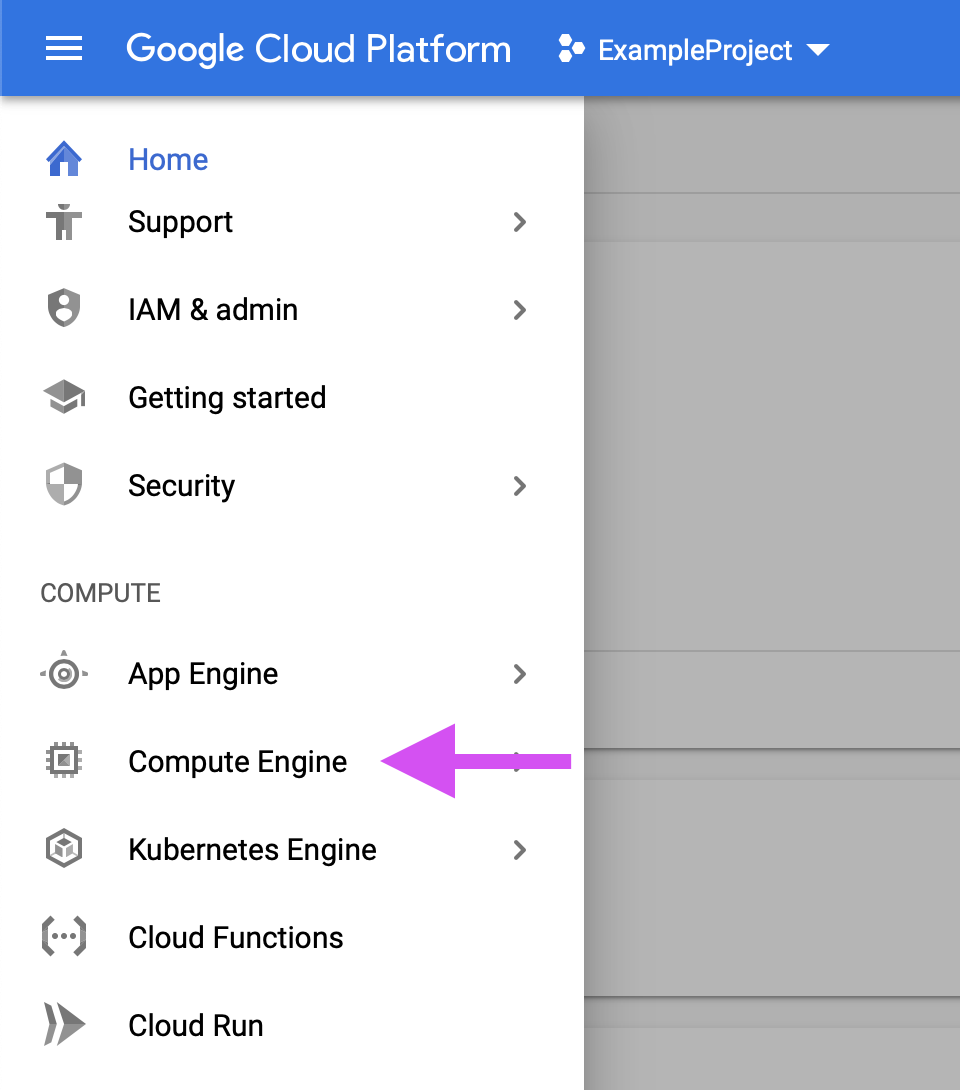 Google Cloud Platform ExampleProject
Home
Support
IAM & admin
Getting started
Security
COMPUTE
App Engine
Compute Engine
Kubernetes Engine
Cloud Functions
Cloud Run